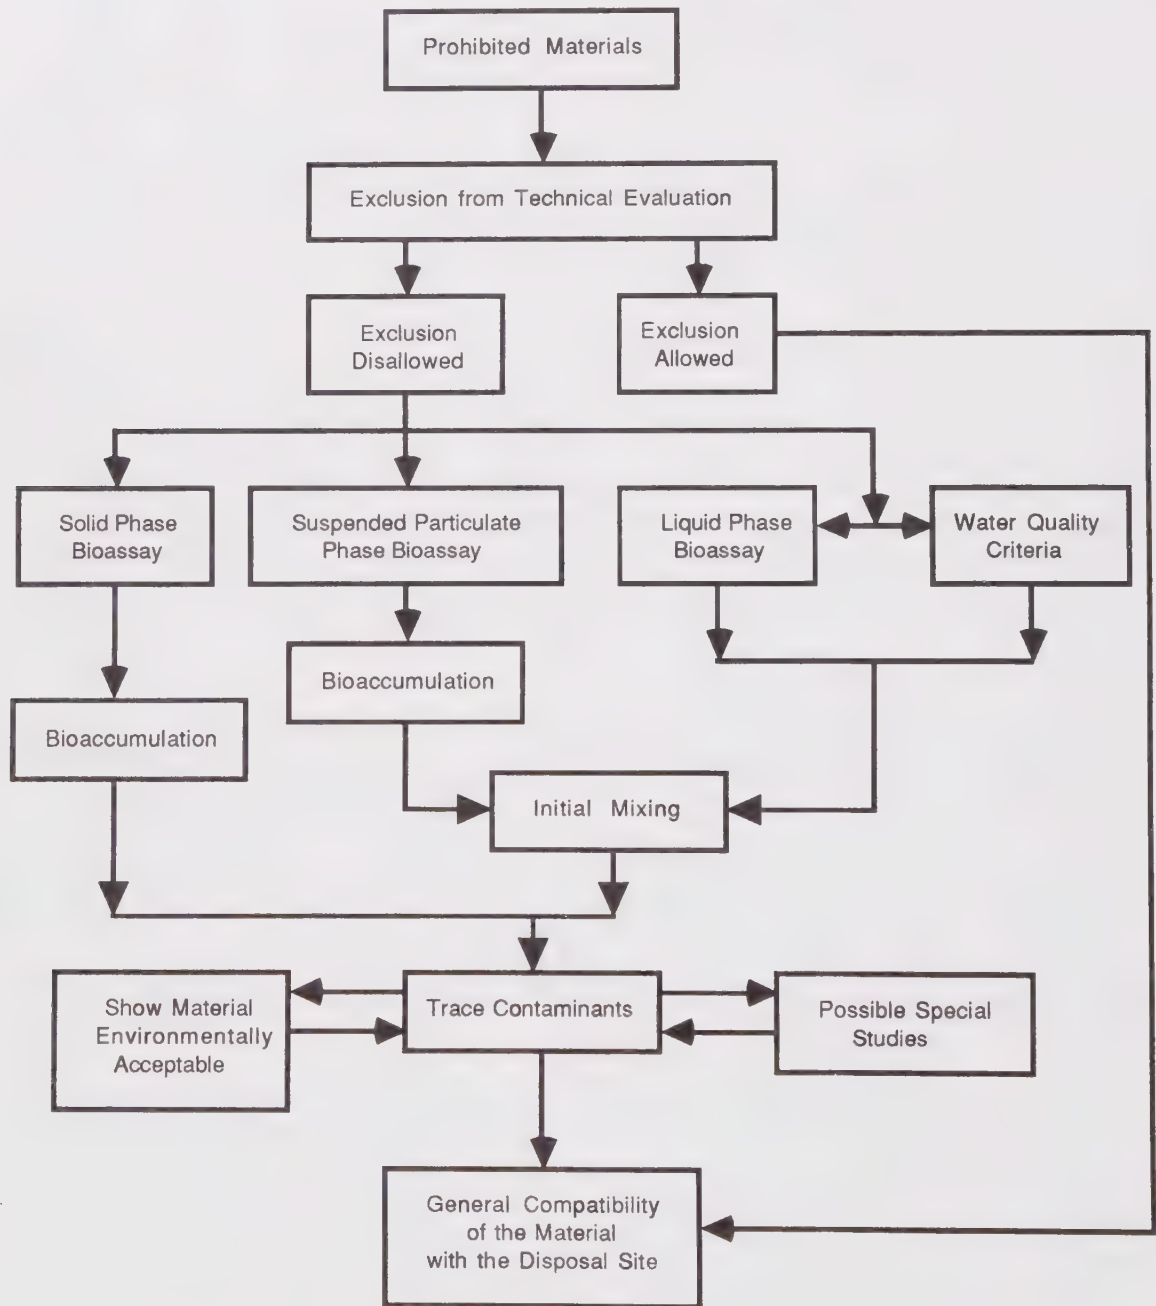 Prohibited Materials
Exclusion from Technical Evaluation
Exclusion
Disallowed
Exclusion
Allowed
Solid Phase
Bioassay
Suspended Particulate
Phase Bioassay
Liquid Phase
Bioassay
Water Quality
Criteria
Bioaccumulation
Bioaccumulation
Initial Mixing
Show Material
Environmentally
Acceptable
Trace Contaminants
Possible Special
Studies
General Compatibility
of the Material
with the Disposal Site